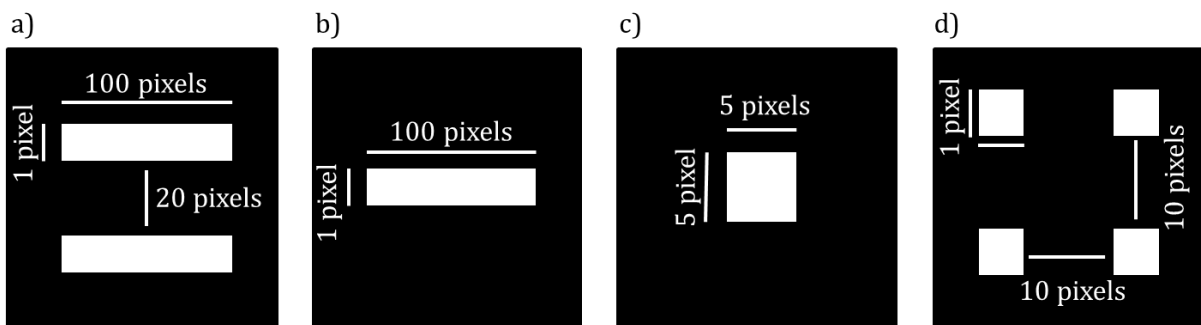 a)
100 pixels
1 pixel
20 pixels
b)
100 pixels
1 pixel
c)
5 pixels
5 pixel
d)
1 pixel
10 pixels
10 pixels